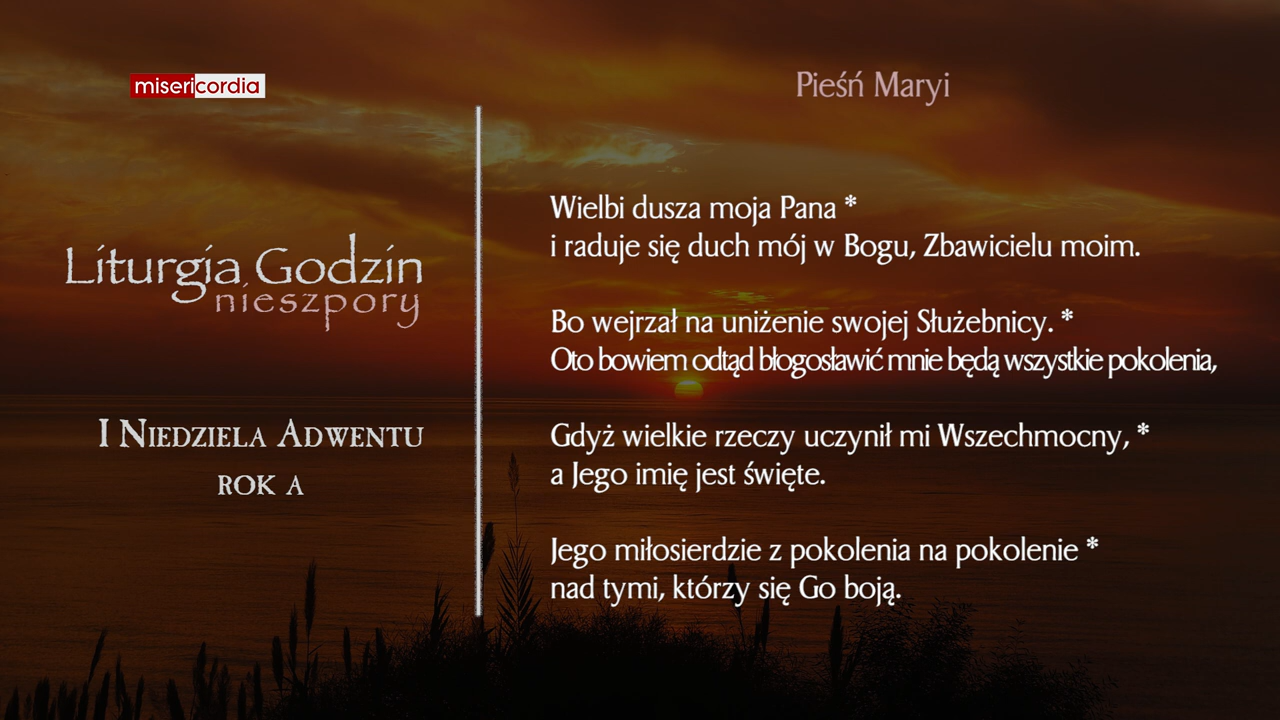 misericordia
Liturgia Godzin
nieszpory
I Niedziela Adwentu
rok a
Pieśń Maryi
Wielbi dusza moja Pana *
i raduje się duch mój w Bogu, Zbawicielu moim.
Bo wejrzał na uniżenie swojej Służebnicy. *
Oto bowiem odtąd błogosławić mnie będą wszystkie pokolenia,
Gdyż wielkie rzeczy uczynił mi Wszechmocny, *
a Jego imię jest święte.
Jego miłosierdzie z pokolenia na pokolenie *
nad tymi, którzy się Go boją.